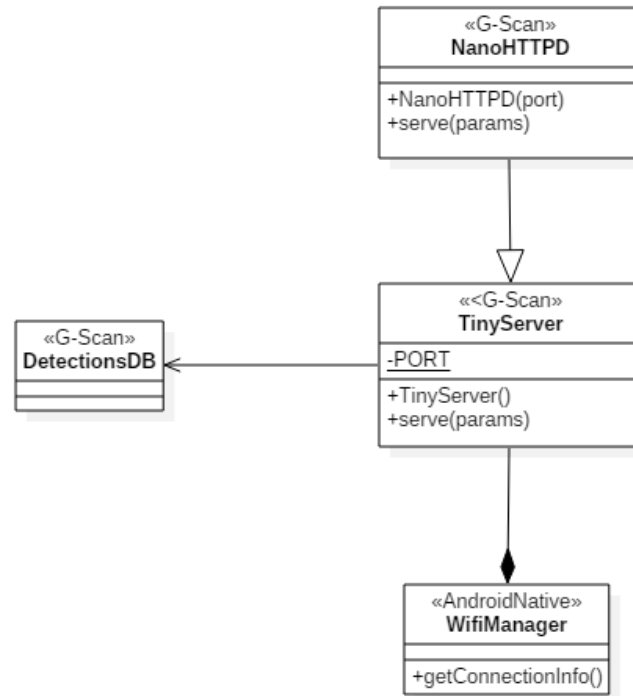 «G-Scan»
NanoHTTPD
+NanoHTTPD(port)
+serve(params)
«<G-Scan»
TinyServer
-PORT
+TinyServer()
+serve(params)
«G-Scan»
DetectionsDB
«AndroidNative»
WifiManager
+getConnectionInfo()